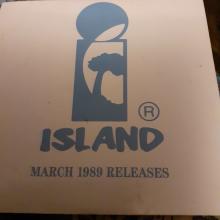 ®
ISLAND
MARCH 1989 RELEASES